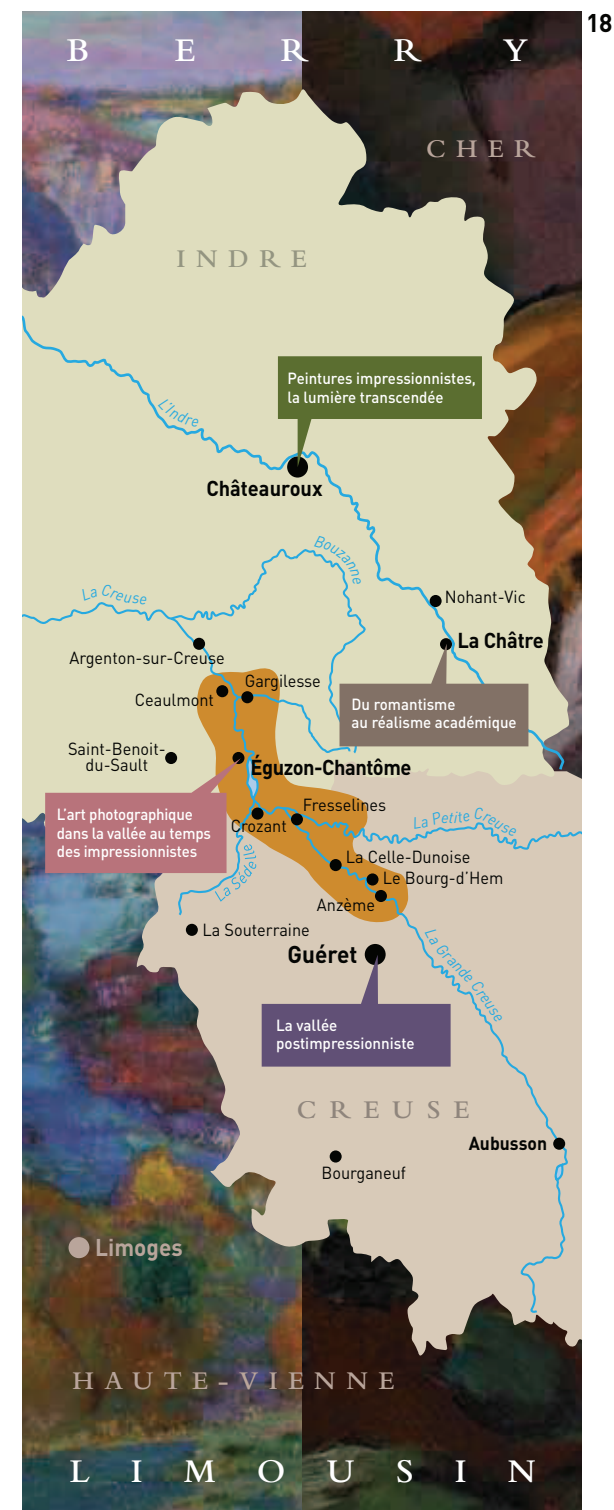 18
BERRY
CHER
INDRE
Peintures impressionnistes,
la lumière transcendée
L'Indre
Châteauroux
Bouzanne
La Creuse
Nohant-Vic
La Châtre
Argenton-sur-Creuse
Gargilesse
Ceaulmont
Du romantisme
au réalisme académique
Saint-Benoit-
du-Sault
Éguzon-Chantôme
L'art photographique
dans la vallée au temps
des impressionnistes
Fresselines
Crozant
La Petite Creuse
La Sédelle
La Celle-Dunoise
Le Bourg-d'Hem
Anzème
La Souterraine
La Grande Creuse
Guéret
La vallée
postimpressionniste
CREUSE
Aubusson
Bourganeuf
Limoges
HAUTE-VIENNE
LIMOUSIN